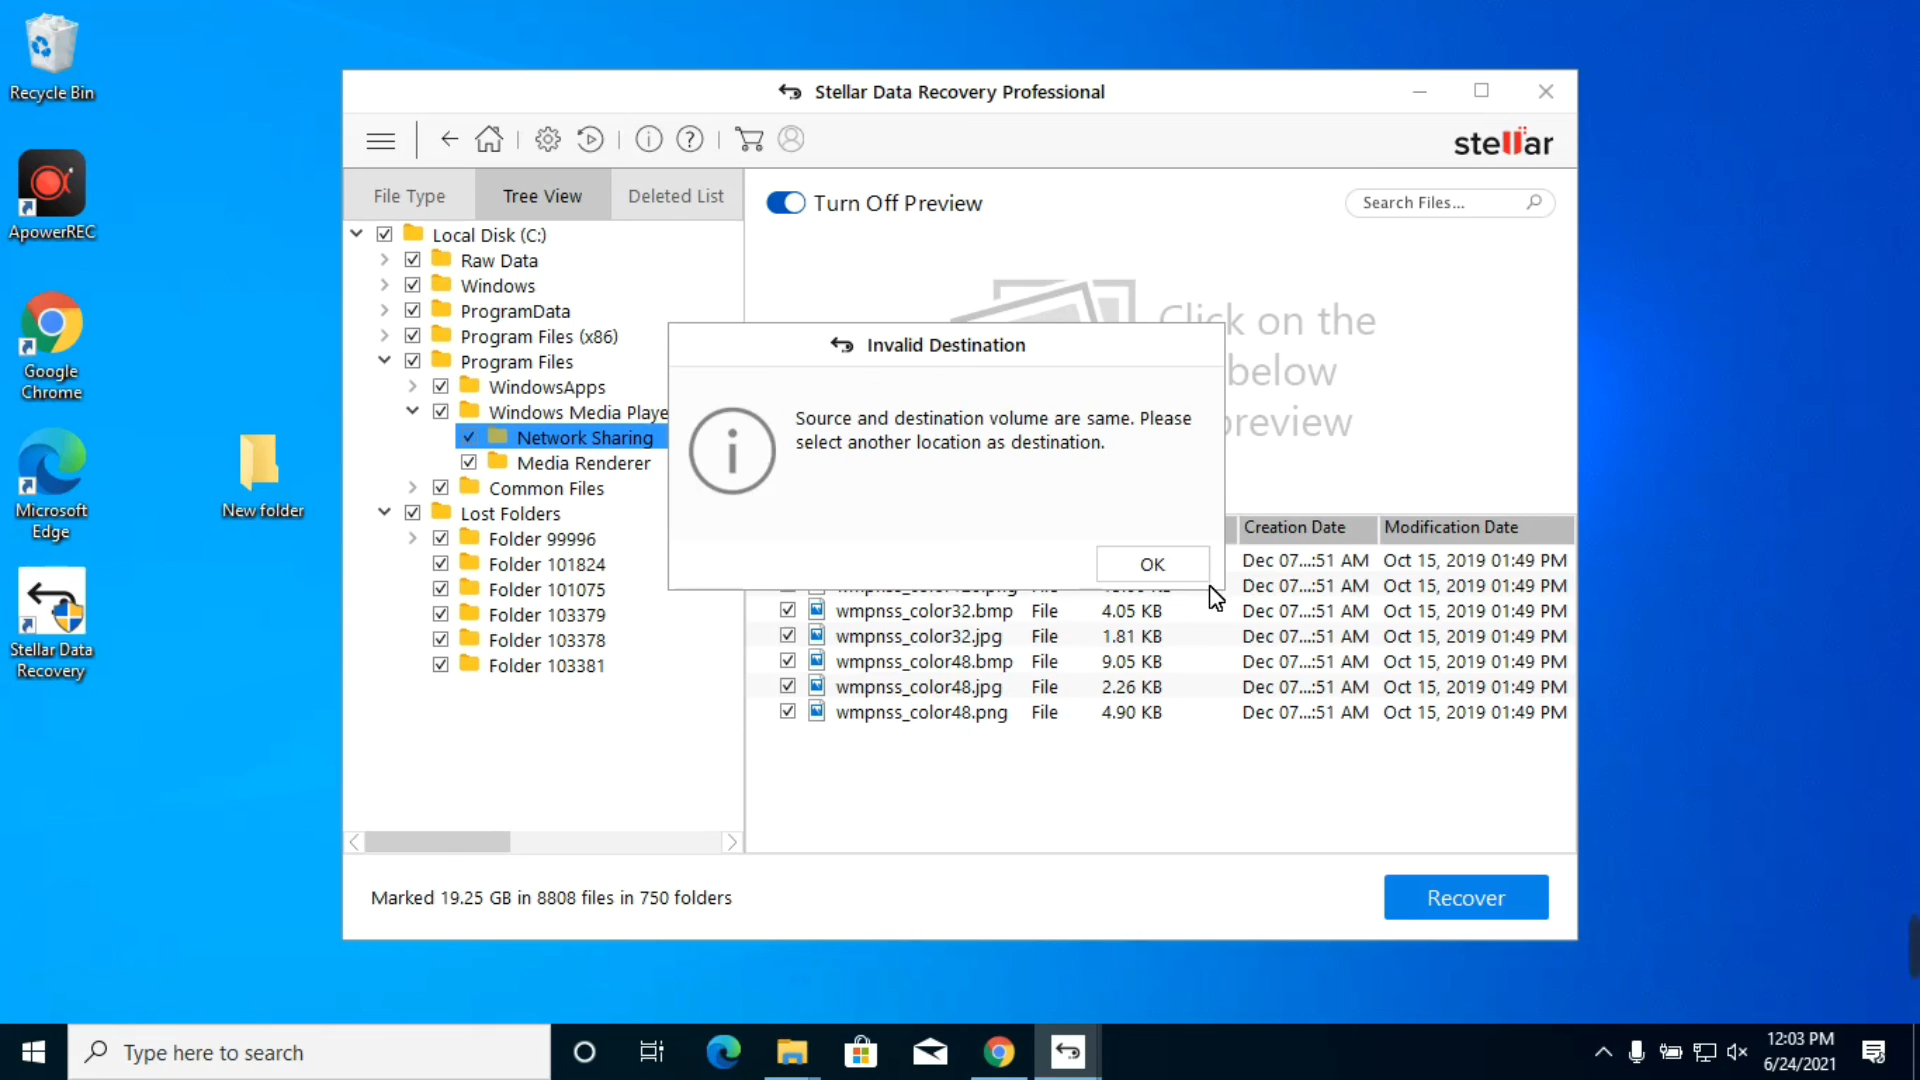 Recycle Bin
ApowerREC
Google
Chrome
Microsoft
Edge
New folder
Stellar Data
Recovery
Stellar Data Recovery Professional
stellar
File Type
Tree View
Deleted List
Turn Off Preview
Search Files...
Local Disk (C:)
Raw Data
Windows
ProgramData
Program Files (x86)
Program Files
WindowsApps
Windows Media Playe
Network Sharing
Media Renderer
Common Files
Lost Folders
Folder 99996
Folder 101824
Folder 101075
Folder 103379
Folder 103378
Folder 103381
Click on the
below
preview
Invalid Destination
Source and destination volume are same. Please
select another location as destination.
OK
Creation Date Modification Date
Dec 07...:51 AM Oct 15, 2019 01:49 PM
Dec 07...:51 AM Oct 15, 2019 01:49 PM
wmpnss_color32.bmp File 4.05 KB Dec 07...:51 AM Oct 15, 2019 01:49 PM
wmpnss_color32.jpg File 1.81 KB Dec 07...:51 AM Oct 15, 2019 01:49 PM
wmpnss_color48.bmp File 9.05 KB Dec 07...:51 AM Oct 15, 2019 01:49 PM
wmpnss_color48.jpg File 2.26 KB Dec 07...:51 AM Oct 15, 2019 01:49 PM
wmpnss_color48.png File 4.90 KB Dec 07...:51 AM Oct 15, 2019 01:49 PM
Marked 19.25 GB in 8808 files in 750 folders
Recover
Type here to search
12:03 PM
6/24/2021